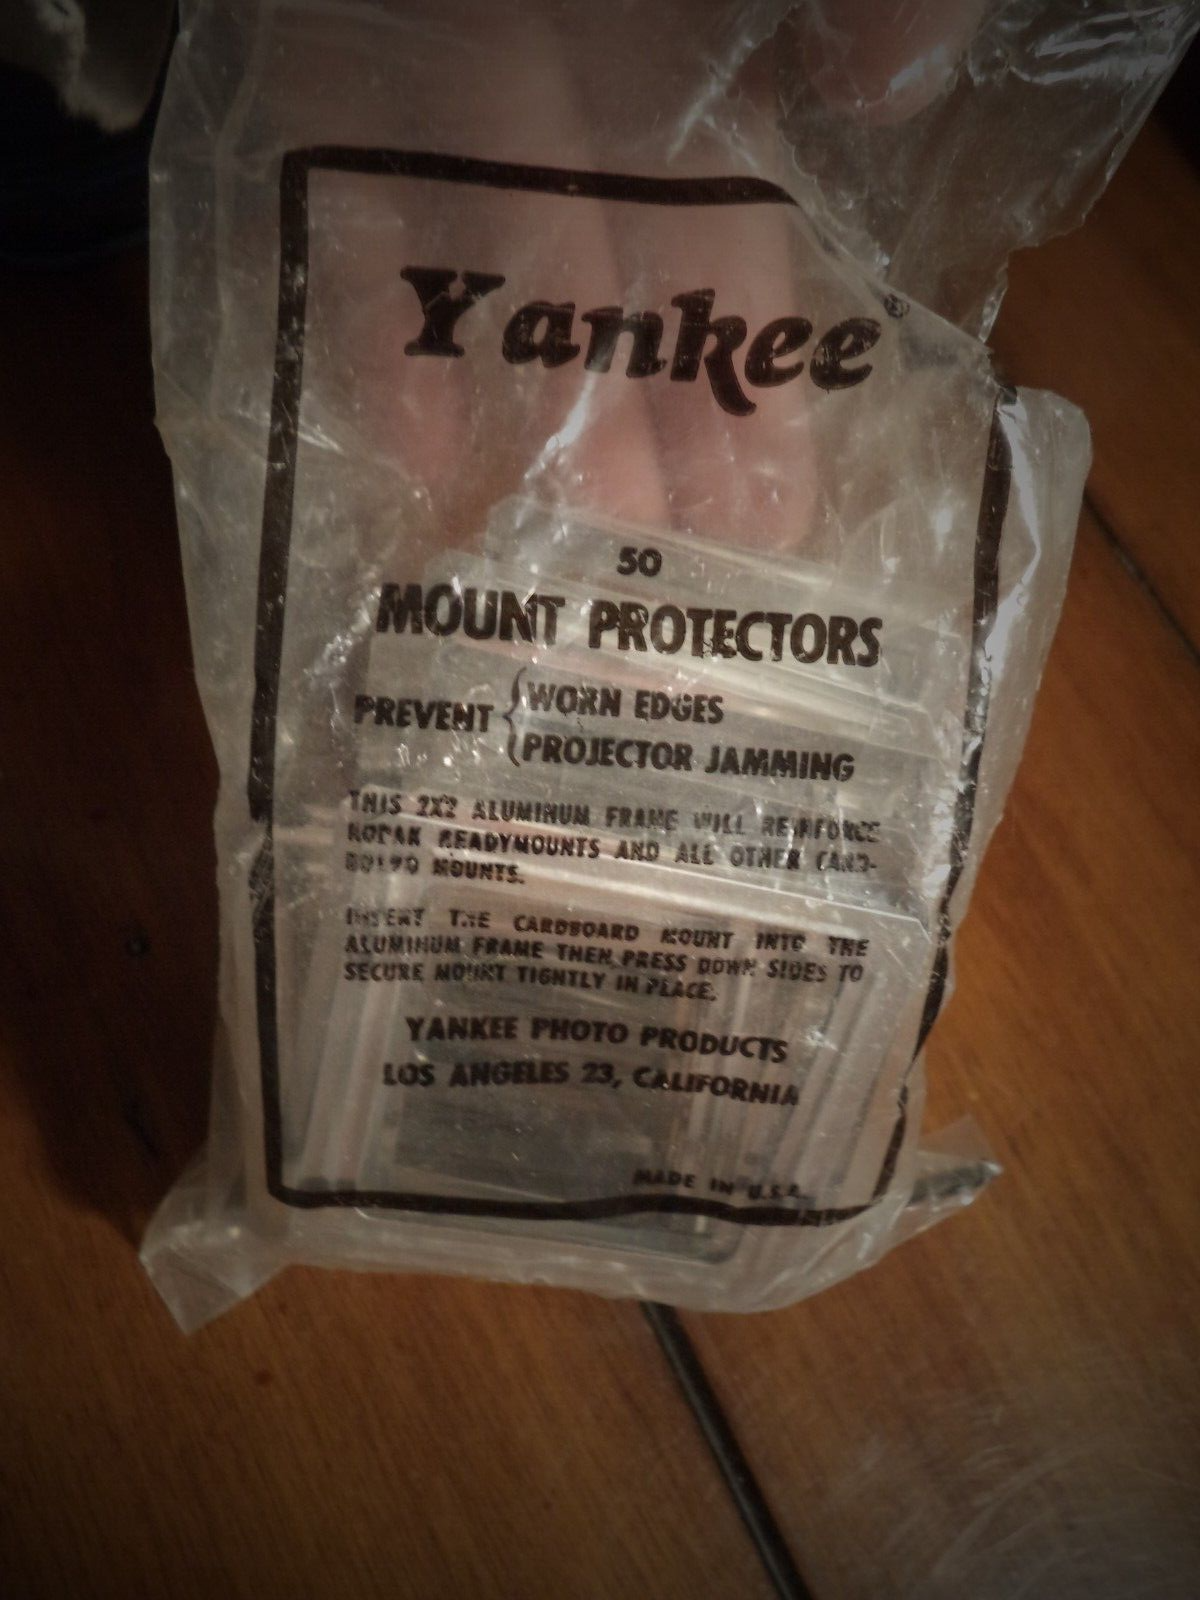 Yankee®
50
MOUNT PROTECTORS
PREVENT { WORN EDGES
PROJECTOR JAMMING
THIS 2X2 ALUMINUM FRAME WILL REINFORCE
KODAK READYMOUNTS AND ALL OTHER CARD-
BOARD MOUNTS.
INSERT THE CARDBOARD MOUNT INTO THE
ALUMINUM FRAME THEN PRESS DOWN SIDES TO
SECURE MOUNT TIGHTLY IN PLACE.
YANKEE PHOTO PRODUCTS
LOS ANGELES 23, CALIFORNIA
MADE IN U.S.A.